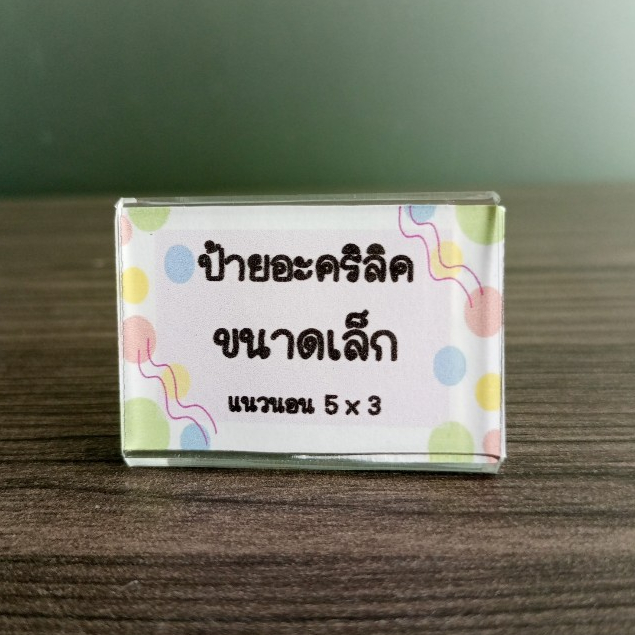 ป้ายอะคริลิค
ขนาดเล็ก
แนวนอน 5 x 3